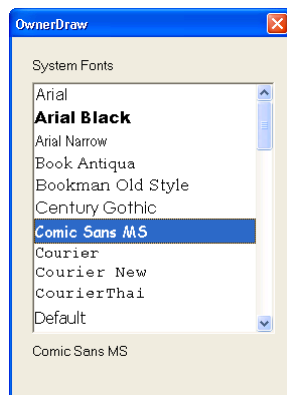 OwnerDraw
System Fonts
Arial
Arial Black
Arial Narrow
Book Antiqua
Bookman Old Style
Century Gothic
Comic Sans MS
Courier
Courier New
CourierThai
Default
Comic Sans MS